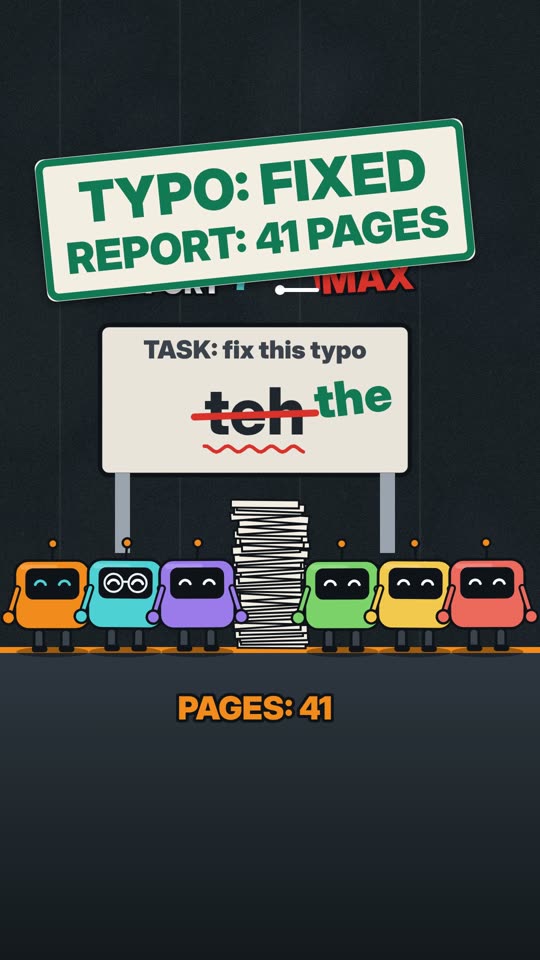 TYPO: FIXED
REPORT: 41 PAGES
MAX
TASK: fix this typo
teh the
PAGES: 41